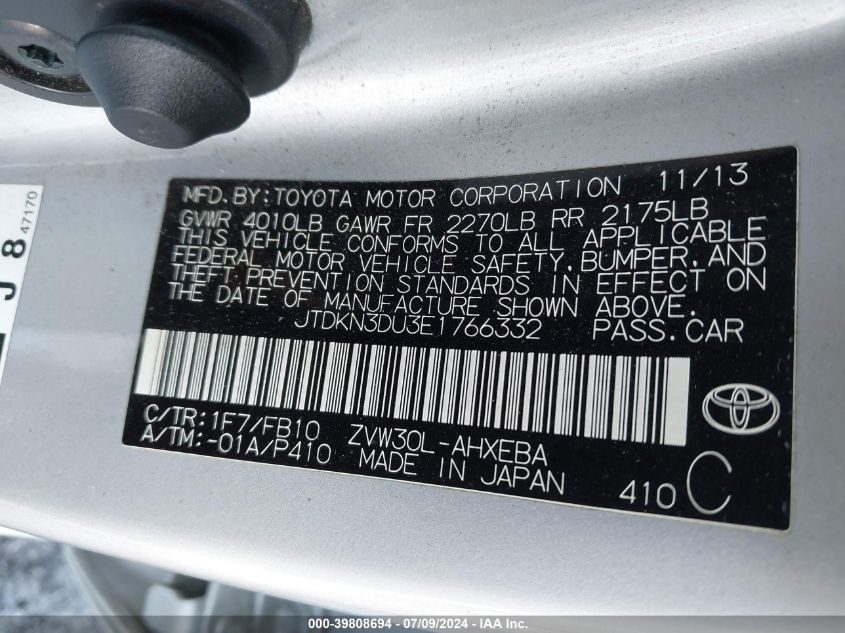 MFD. BY: TOYOTA MOTOR CORPORATION 11/13
GVWR 4010LB GAWR FR 2270LB RR 2175LB
THIS VEHICLE CONFORMS TO ALL APPLICABLE
FEDERAL MOTOR VEHICLE SAFETY, BUMPER, AND
THEFT PREVENTION STANDARDS IN EFFECT ON
THE DATE OF MANUFACTURE SHOWN ABOVE.
JTDKN3DU3E1766332 PASS. CAR
C/TR: 1F7/FB10 ZVW30L-AHXEBA
A/TM: -01A/P410 MADE IN JAPAN
410 C
J 8
47170
000-39808694 - 07/09/2024 - IAA, Inc.